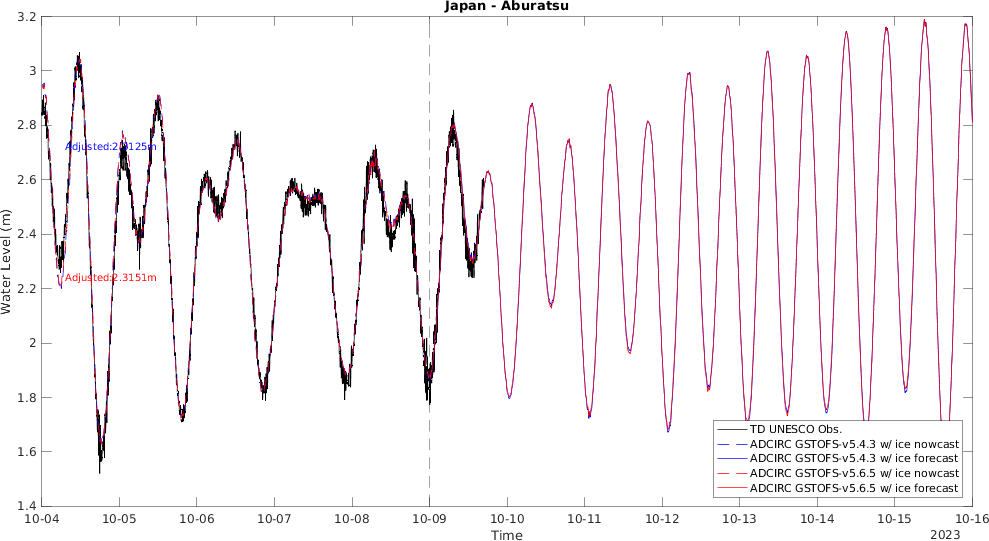 Japan - Aburatsu
Water Level (m)
3.2
3
2.8
2.6
2.4
2.2
2
1.8
1.6
1.4
Adjusted:2.3125m
Adjusted:2.3151m
TD UNESCO Obs.
ADCIRC GSTOFS-v5.4.3 w/ ice nowcast
ADCIRC GSTOFS-v5.4.3 w/ ice forecast
ADCIRC GSTOFS-v5.6.5 w/ ice nowcast
ADCIRC GSTOFS-v5.6.5 w/ ice forecast
10-04 10-05 10-06 10-07 10-08 10-09 10-10 10-11 10-12 10-13 10-14 10-15 10-16
Time
2023